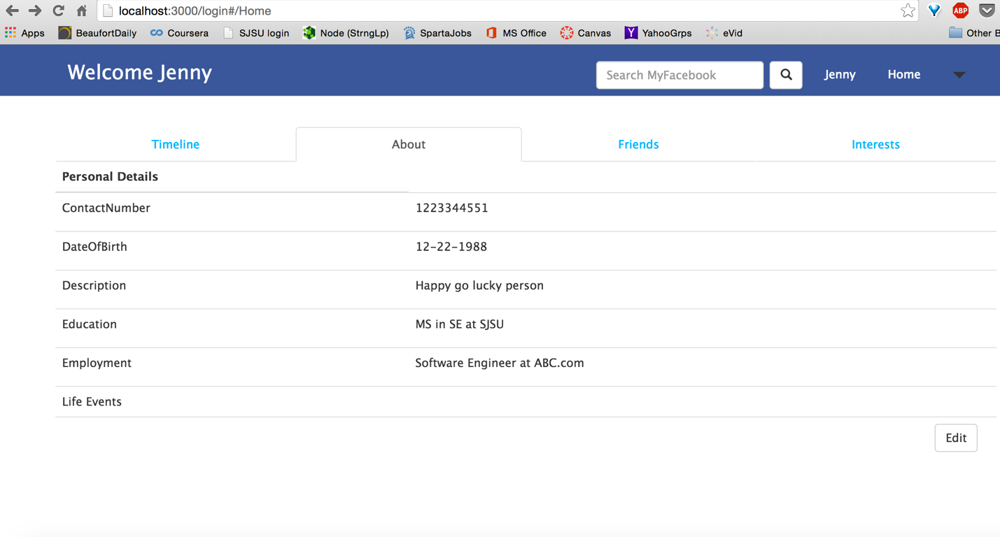 localhost:3000/login#/Home
ABP
Apps BeaufortDaily Coursera SJSU login Node (StrngLp) SpartaJobs MS Office Canvas Y YahooGrps eVid Other B
Welcome Jenny Search MyFacebook Jenny Home
Timeline About Friends Interests
Personal Details
ContactNumber 1223344551
DateOfBirth 12-22-1988
Description Happy go lucky person
Education MS in SE at SJSU
Employment Software Engineer at ABC.com
Life Events
Edit